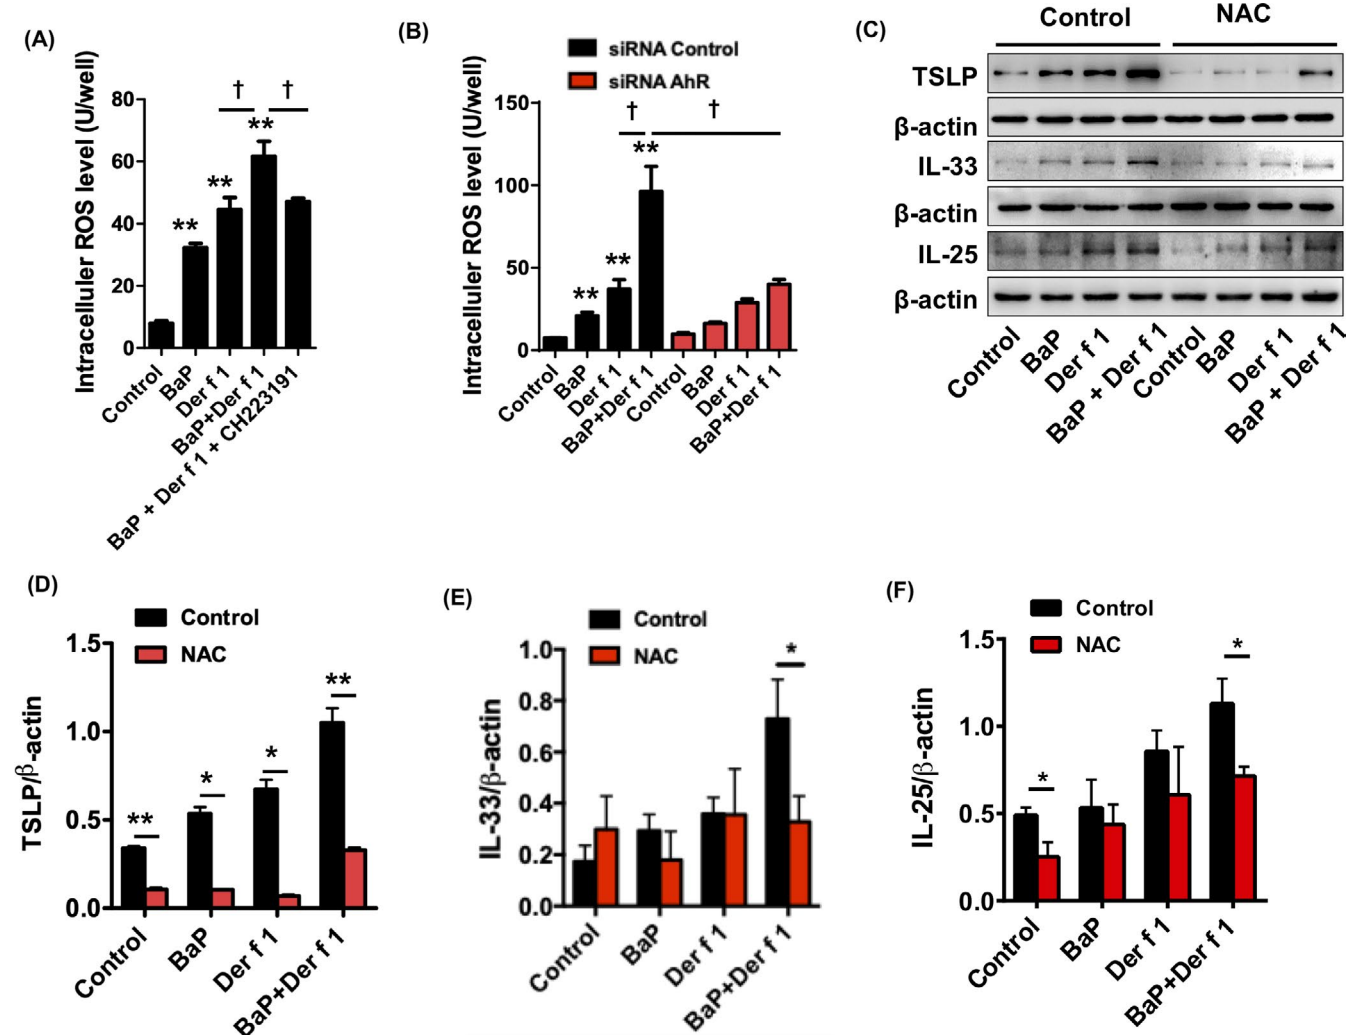 (A)
Intracelluler ROS level (U/well)
80
60
40
20
0
**
**
**
†
†
Control
BaP
Der f 1
BaP+Der f 1
BaP + Der f 1 + CH223191
(B)
siRNA Control
siRNA AhR
Intracelluler ROS level (U/well)
150
100
50
0
**
**
**
†
†
Control
BaP
Der f 1
BaP+Der f 1
Control
BaP
Der f 1
BaP+Der f 1
(C)
Control
NAC
TSLP
β-actin
IL-33
β-actin
IL-25
β-actin
Control
BaP
Der f 1
BaP + Der f 1
Control
BaP
Der f 1
BaP + Der f 1
(D)
Control
NAC
TSLP/β-actin
1.5
1.0
0.5
0.0
**
*
*
**
Control
BaP
Der f 1
BaP+Der f 1
(E)
Control
NAC
IL-33/β-actin
1.0
0.8
0.6
0.4
0.2
0.0
*
Control
BaP
Der f 1
BaP+Der f 1
(F)
Control
NAC
IL-25/β-actin
1.5
1.0
0.5
0.0
*
*
Control
BaP
Der f 1
BaP+Der f 1